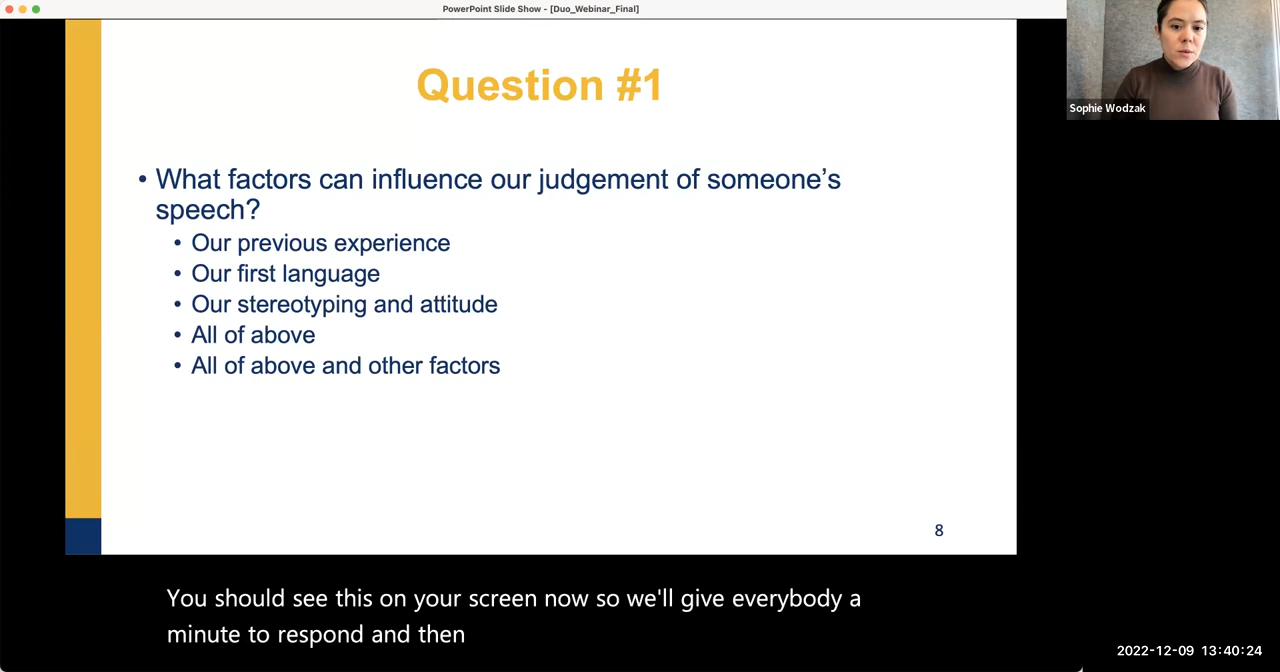 PowerPoint Slide Show - [Duo_Webinar_Final]
Sophie Wodzak
Question #1
• What factors can influence our judgement of someone’s
speech?
• Our previous experience
• Our first language
• Our stereotyping and attitude
• All of above
• All of above and other factors
8
You should see this on your screen now so we'll give everybody a
minute to respond and then
2022-12-09 13:40:24